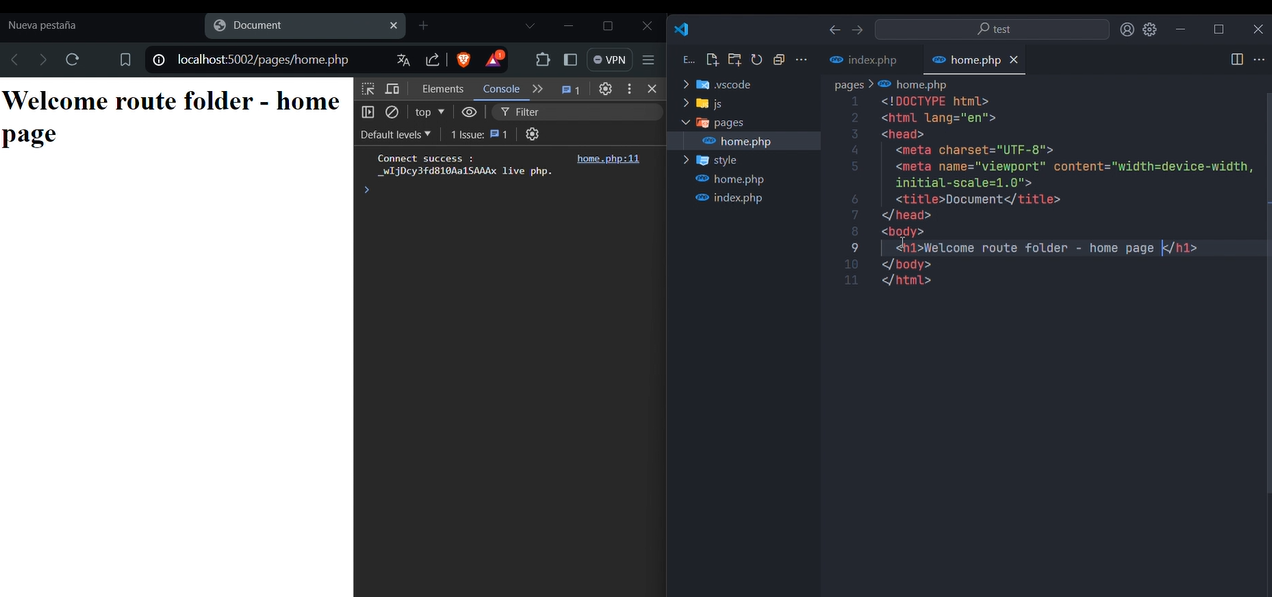 Nueva pestaña
Document
localhost:5002/pages/home.php
1
VPN
Welcome route folder - home
page
Elements
Console
1
top
Filter
Default levels
1 Issue:
1
Connect success :
home.php:11
_wIjDcy3fd810Aa1SAAAx live php.
test
E...
index.php
home.php
.vscode
js
pages
home.php
style
home.php
index.php
pages > home.php
1 <!DOCTYPE html>
2 <html lang="en">
3 <head>
4 <meta charset="UTF-8">
5 <meta name="viewport" content="width=device-width,
initial-scale=1.0">
6 <title>Document</title>
7 </head>
8 <body>
9 <h1>Welcome route folder - home page </h1>
10 </body>
11 </html>